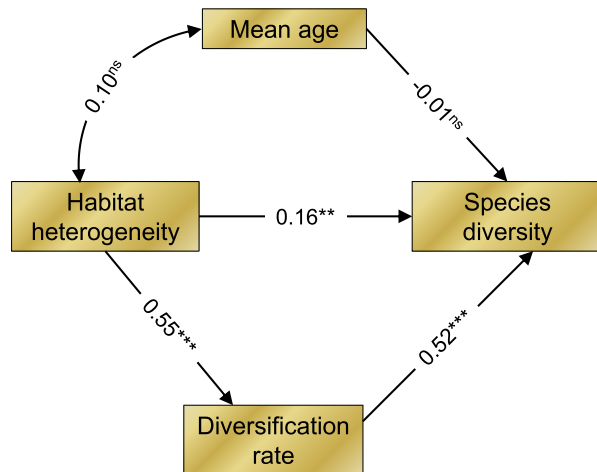 Mean age
0.10ns
-0.01ns
Habitat
heterogeneity
0.16**
Species
diversity
0.55***
0.52***
Diversification
rate